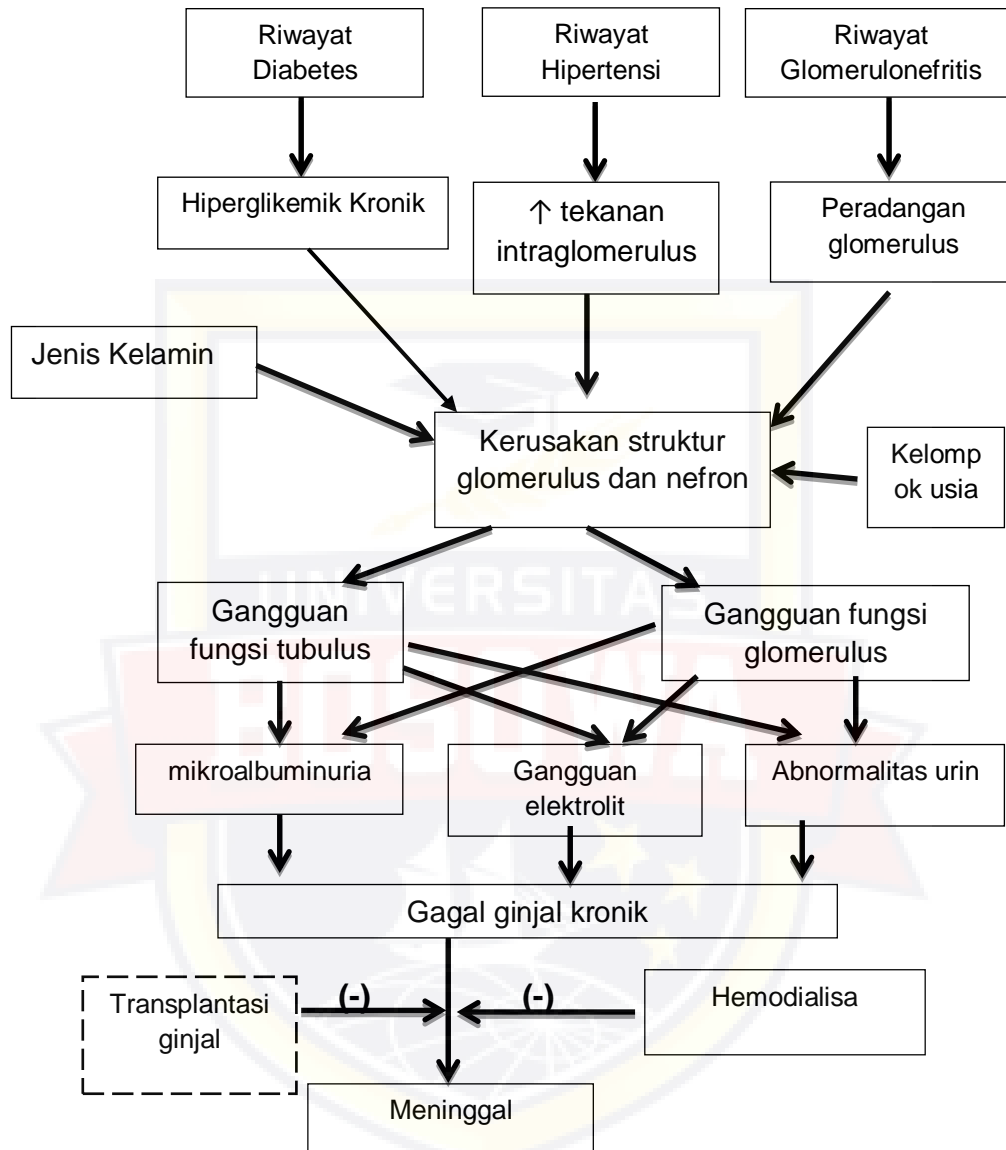 Riwayat
Diabetes
Riwayat
Hipertensi
Riwayat
Glomerulonefritis
Hiperglikemik Kronik
↑ tekanan
intraglomerulus
Peradangan
glomerulus
Jenis Kelamin
Kerusakan struktur
glomerulus dan nefron
Kelomp
ok usia
UNIVERSITAS
Gangguan
fungsi tubulus
Gangguan fungsi
glomerulus
BOSOWA
mikroalbuminuria
Gangguan
elektrolit
Abnormalitas urin
Gagal ginjal kronik
Transplantasi
ginjal
(-)
(-)
Hemodialisa
Meninggal